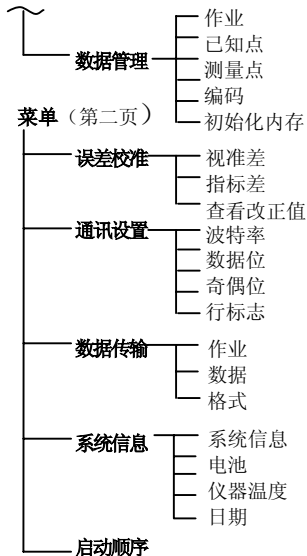 作业
已知点
数据管理 测量点
编码
初始化内存
菜单（第二页）
误差校准 视准差
指标差
查看改正值
通讯设置 波特率
数据位
奇偶位
行标志
数据传输 作业
数据
格式
系统信息 系统信息
电池
仪器温度
日期
启动顺序